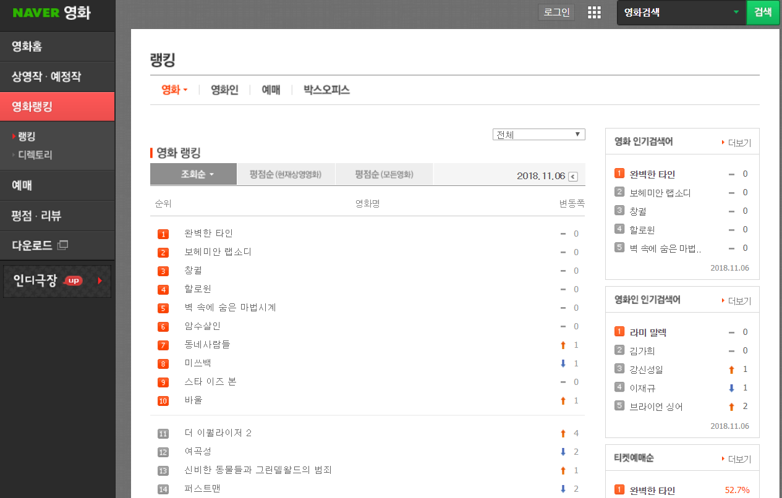 NAVER 영화
로그인
영화검색
검색
영화홈
상영작 · 예정작
영화랭킹
랭킹
디렉토리
예매
평점 · 리뷰
다운로드
인디극장 up
랭킹
영화
영화인
예매
박스오피스
전체
영화 랭킹
조회순
평점순 (현재상영영화)
평점순 (모든영화)
2018.11.06
순위 영화명 변동폭
1 완벽한 타인 0
2 보헤미안 랩소디 0
3 창궐 0
4 할로윈 0
5 벽 속에 숨은 마법시계 0
6 암수살인 0
7 동네사람들 1
8 미쓰백 1
9 스타 이즈 본 0
10 바울 1
11 더 이퀄라이저 2 4
12 여곡성 2
13 신비한 동물들과 그린델왈드의 범죄 1
14 퍼스트맨 2
영화 인기검색어 더보기
1 완벽한 타인 0
2 보헤미안 랩소디 0
3 창궐 0
4 할로윈 0
5 벽 속에 숨은 마법.. 0
2018.11.06
영화인 인기검색어 더보기
1 라미 말렉 0
2 김가희 0
3 강신성일 1
4 이재규 1
5 브라이언 싱어 2
2018.11.06
티켓예매순 더보기
1 완벽한 타인 52.7%